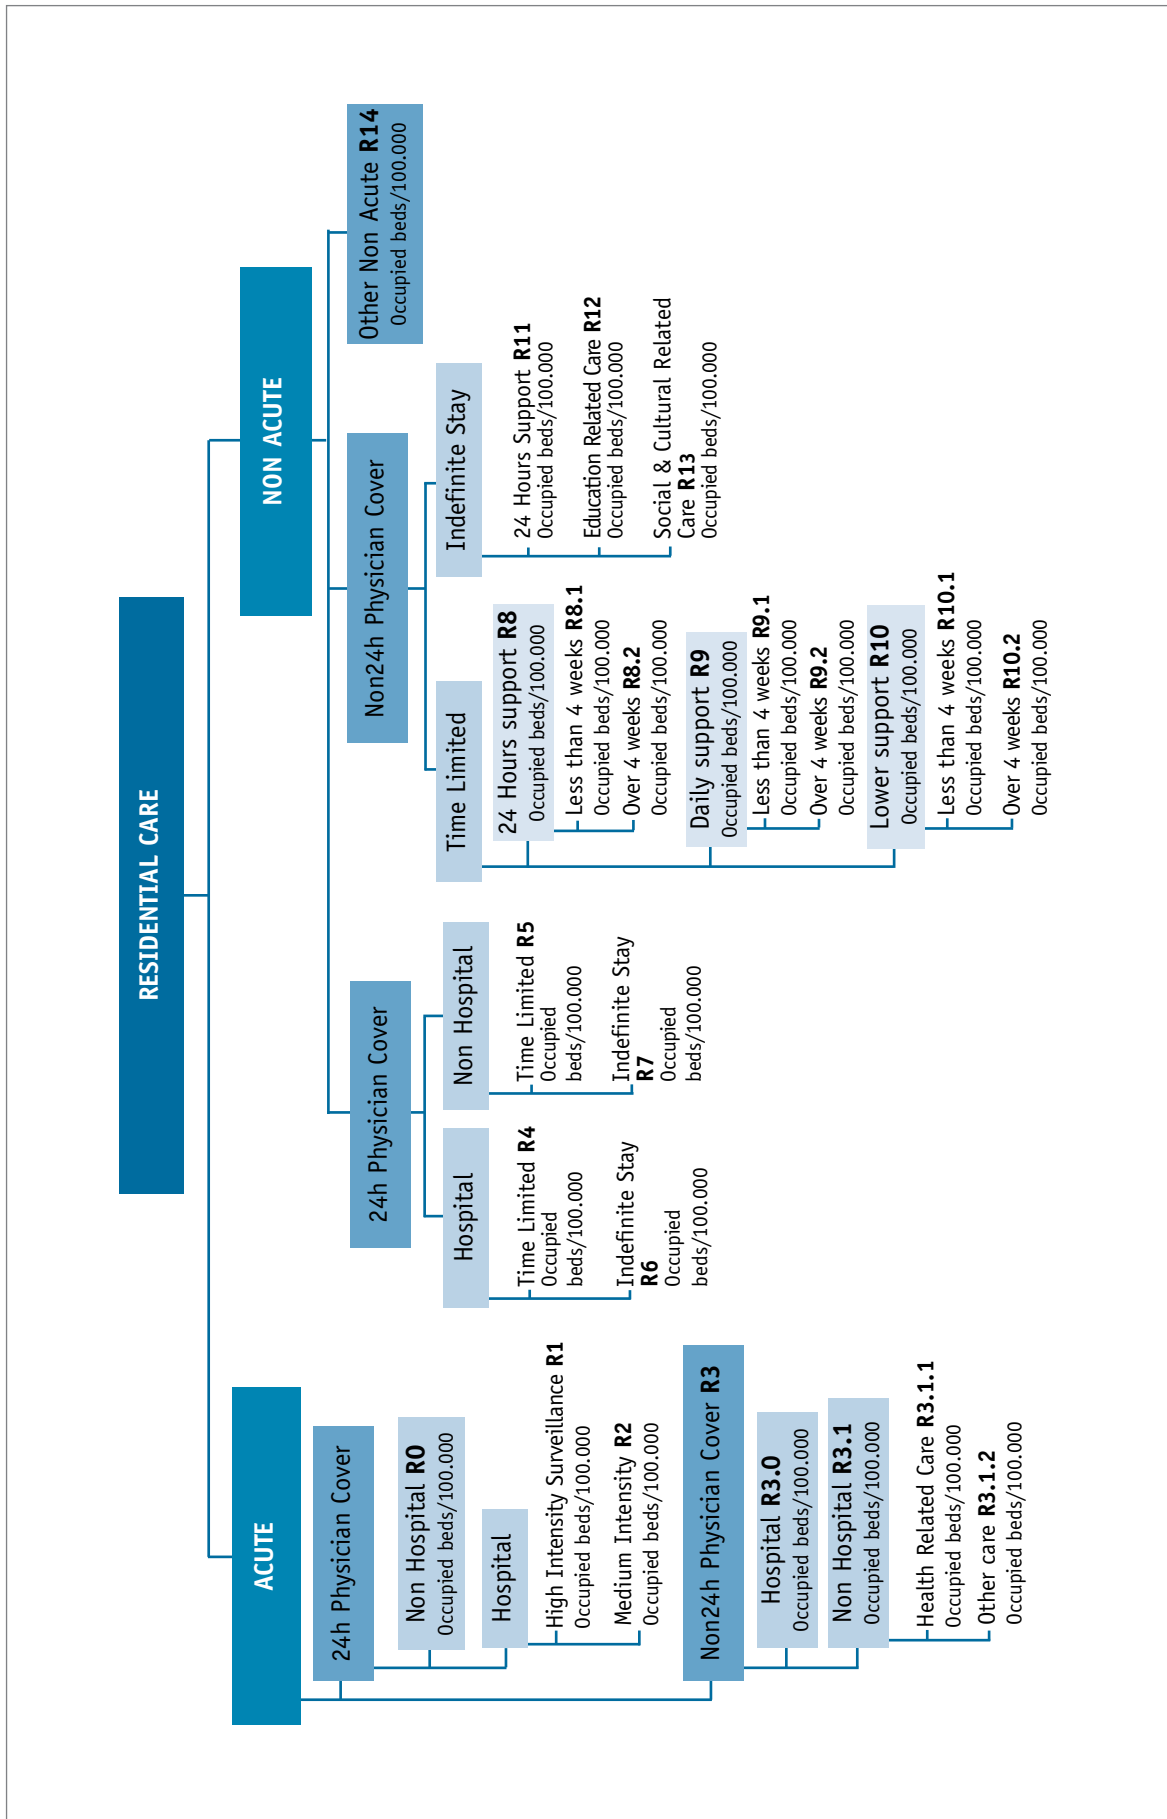 RESIDENTIAL CARE
ACUTE
24h Physician Cover
Non Hospital R0
Occupied beds/100.000
Hospital
High Intensity Surveillance R1
Occupied beds/100.000
Medium Intensity R2
Occupied beds/100.000
Non24h Physician Cover R3
Hospital R3.0
Occupied beds/100.000
Non Hospital R3.1
Occupied beds/100.000
Health Related Care R3.1.1
Occupied beds/100.000
Other care R3.1.2
Occupied beds/100.000
NON ACUTE
24h Physician Cover
Hospital
Time Limited R4
Occupied
beds/100.000
Indefinite Stay
R6
Occupied
beds/100.000
Non Hospital
Time Limited R5
Occupied
beds/100.000
Indefinite Stay
R7
Occupied
beds/100.000
Non24h Physician Cover
Time Limited
24 Hours support R8
Occupied beds/100.000
Less than 4 weeks R8.1
Occupied beds/100.000
Over 4 weeks R8.2
Occupied beds/100.000
Daily support R9
Occupied beds/100.000
Less than 4 weeks R9.1
Occupied beds/100.000
Over 4 weeks R9.2
Occupied beds/100.000
Lower support R10
Occupied beds/100.000
Less than 4 weeks R10.1
Occupied beds/100.000
Over 4 weeks R10.2
Occupied beds/100.000
Indefinite Stay
24 Hours Support R11
Occupied beds/100.000
Education Related Care R12
Occupied beds/100.000
Social & Cultural Related
Care R13
Occupied beds/100.000
Other Non Acute R14
Occupied beds/100.000